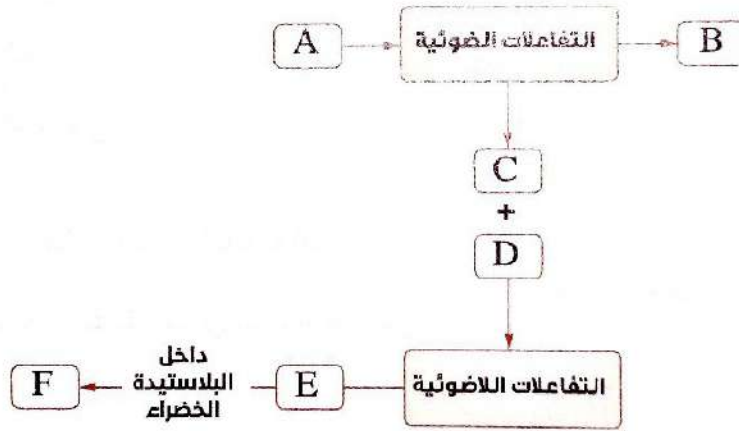 A
التفاعلات الضوئية
B
C
+
D
التفاعلات اللاضوئية
E
داخل
البلاستيدة
الخضراء
F